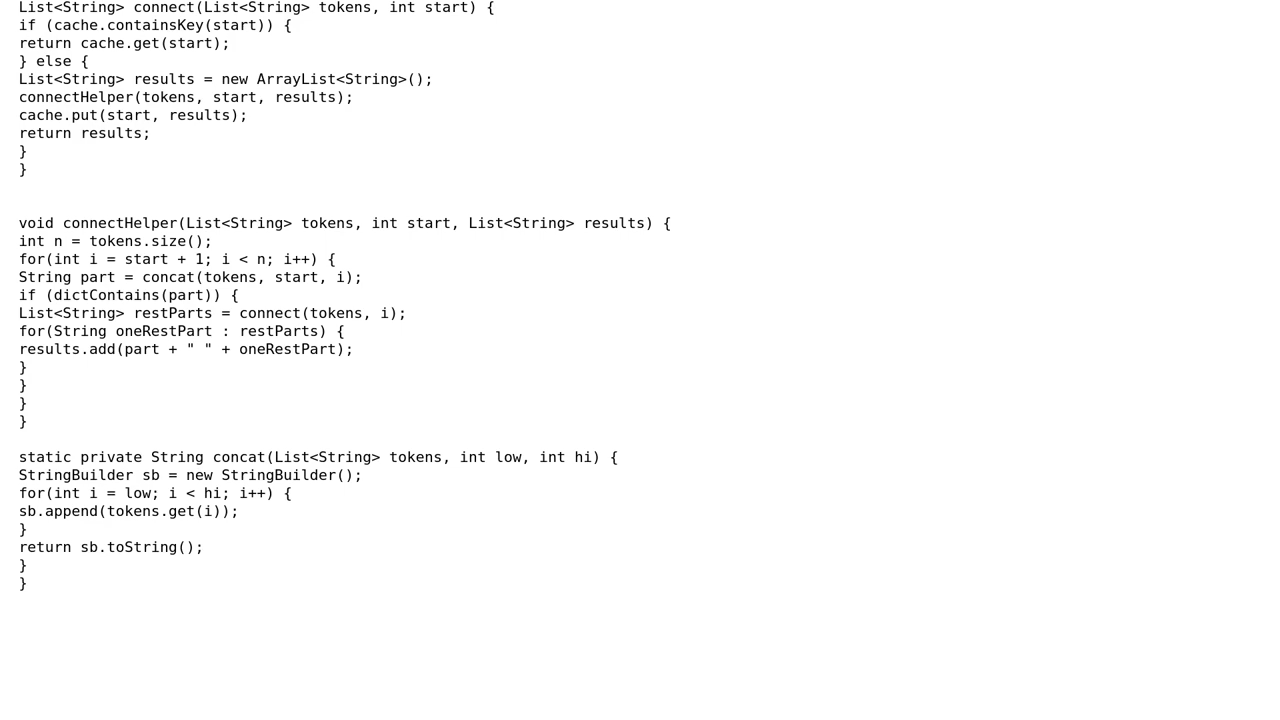 List<String> connect(List<String> tokens, int start) {
if (cache.containsKey(start)) {
return cache.get(start);
} else {
List<String> results = new ArrayList<String>();
connectHelper(tokens, start, results);
cache.put(start, results);
return results;
}
}
void connectHelper(List<String> tokens, int start, List<String> results) {
int n = tokens.size();
for(int i = start + 1; i < n; i++) {
String part = concat(tokens, start, i);
if (dictContains(part)) {
List<String> restParts = connect(tokens, i);
for(String oneRestPart : restParts) {
results.add(part + " " + oneRestPart);
}
}
}
}
static private String concat(List<String> tokens, int low, int hi) {
StringBuilder sb = new StringBuilder();
for(int i = low; i < hi; i++) {
sb.append(tokens.get(i));
}
return sb.toString();
}
}